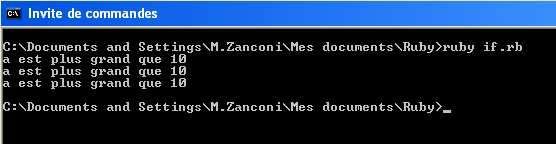 Invite de commandes
C:\Documents and Settings\M.Zanconi\Mes documents\Ruby>ruby if.rb
a est plus grand que 10
a est plus grand que 10
a est plus grand que 10
C:\Documents and Settings\M.Zanconi\Mes documents\Ruby>_